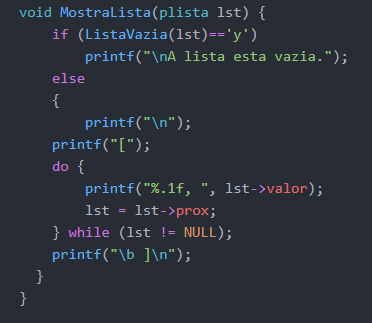 void MostraLista(plista lst) {
    if (ListaVazia(lst)=='y')
        printf("\nA lista esta vazia.");
    else
    {
        printf("\n");
    printf("[");
    do {
        printf("%.1f, ", lst->valor);
        lst = lst->prox;
    } while (lst != NULL);
    printf("\b ]\n");
  }
}